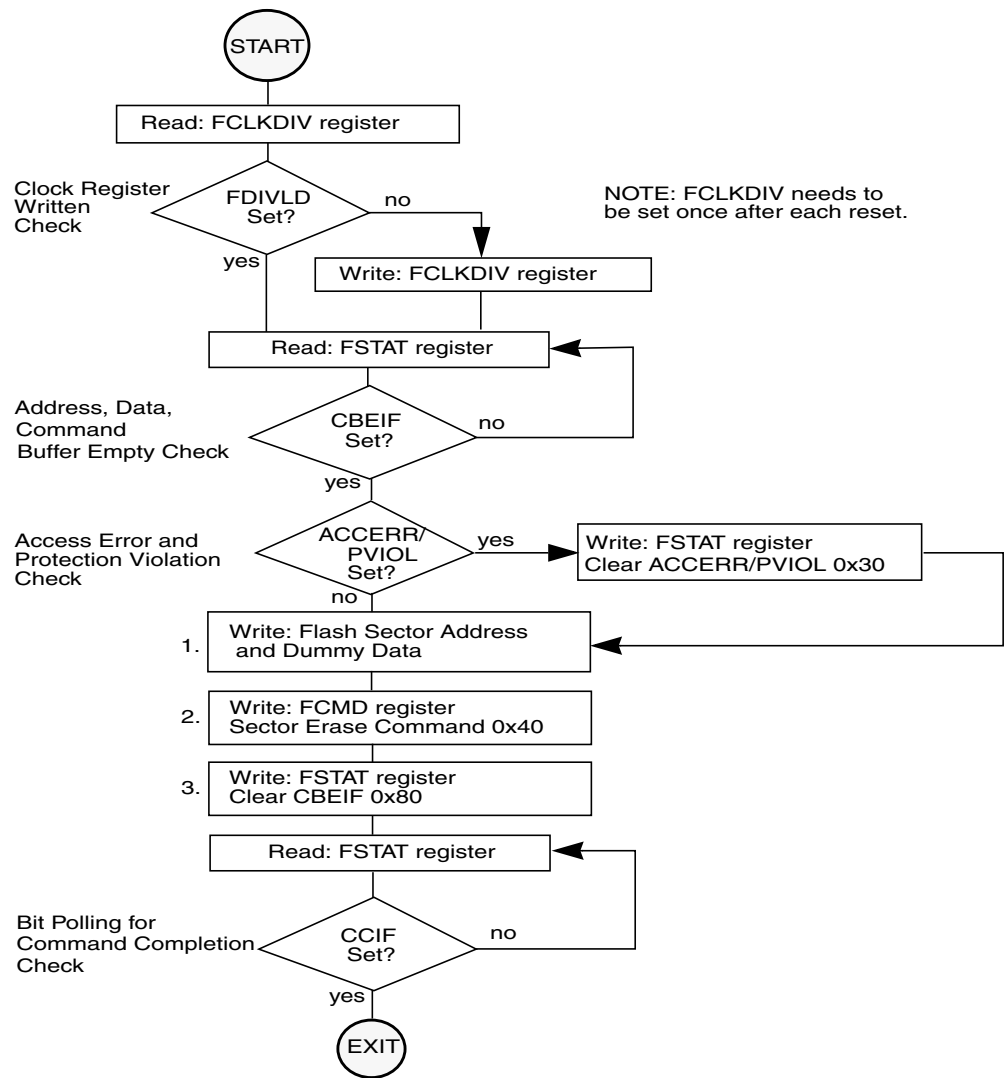 START
Read: FCLKDIV register
Clock Register
Written
Check
FDIVLD
Set?
no
yes
NOTE: FCLKDIV needs to
be set once after each reset.
Write: FCLKDIV register
Read: FSTAT register
Address, Data,
Command
Buffer Empty Check
CBEIF
Set?
no
yes
Access Error and
Protection Violation
Check
ACCERR/
PVIOL
Set?
yes
no
Write: FSTAT register
Clear ACCERR/PVIOL 0x30
1.
Write: Flash Sector Address
and Dummy Data
2.
Write: FCMD register
Sector Erase Command 0x40
3.
Write: FSTAT register
Clear CBEIF 0x80
Read: FSTAT register
Bit Polling for
Command Completion
Check
CCIF
Set?
no
yes
EXIT